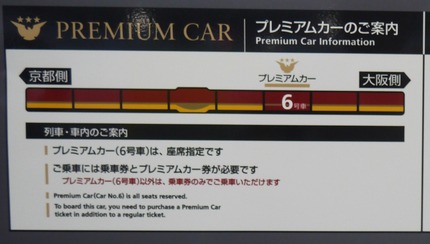 PREMIUM CAR
プレミアムカーのご案内
Premium Car Information
京都側
プレミアムカー
大阪側
6号車
列車・車内のご案内
プレミアムカー(6号車)は、座席指定です
ご乗車には乗車券とプレミアムカー券が必要です
プレミアムカー(6号車)以外は、乗車券のみでご乗車いただけます
Premium Car(Car No.6) is all seats reserved.
To board this car, you need to purchase a Premium Car
ticket in addition to a regular ticket.